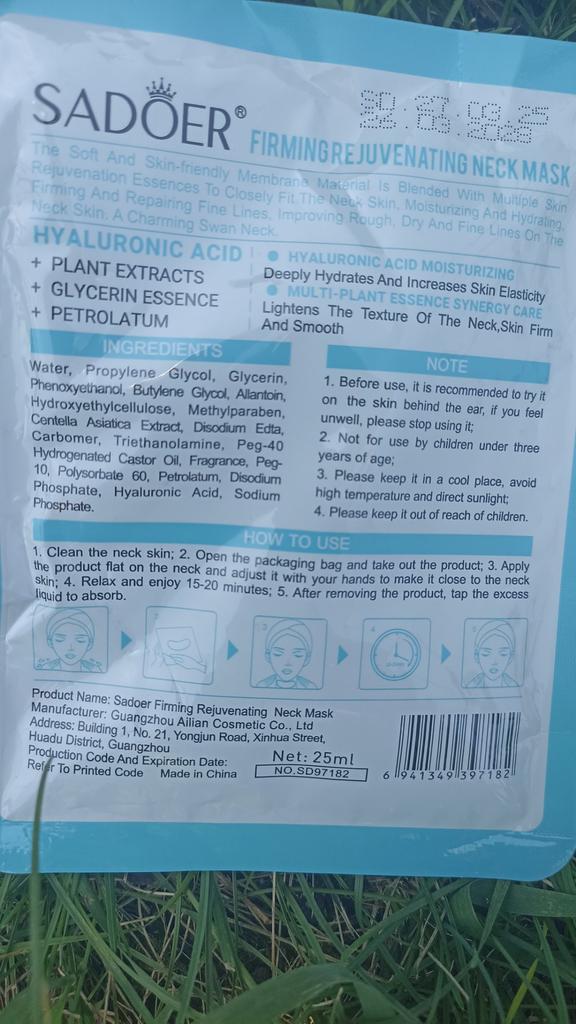 SADOER®
FIRMING REJUVENATING NECK MASK
The Soft And Skin-friendly Membrane Material Is Blended With Multiple Skin
Rejuvenation Essences To Closely Fit The Neck Skin, Moisturizing And Hydrating,
Firming And Repairing Fine Lines, Improving Rough, Dry And Fine Lines On The
Neck Skin. A Charming Swan Neck.
HYALURONIC ACID
+ PLANT EXTRACTS
+ GLYCERIN ESSENCE
+ PETROLATUM
● HYALURONIC ACID MOISTURIZING
Deeply Hydrates And Increases Skin Elasticity
● MULTI-PLANT ESSENCE SYNERGY CARE
Lightens The Texture Of The Neck,Skin Firm
And Smooth
INGREDIENTS
Water, Propylene Glycol, Glycerin,
Phenoxyethanol, Butylene Glycol, Allantoin,
Hydroxyethylcellulose, Methylparaben,
Centella Asiatica Extract, Disodium Edta,
Carbomer, Triethanolamine, Peg-40
Hydrogenated Castor Oil, Fragrance, Peg-
10, Polysorbate 60, Petrolatum, Disodium
Phosphate, Hyaluronic Acid, Sodium
Phosphate.
NOTE
1. Before use, it is recommended to try it
on the skin behind the ear, if you feel
unwell, please stop using it;
2. Not for use by children under three
years of age;
3. Please keep it in a cool place, avoid
high temperature and direct sunlight;
4. Please keep it out of reach of children.
HOW TO USE
1. Clean the neck skin; 2. Open the packaging bag and take out the product; 3. Apply
the product flat on the neck and adjust it with your hands to make it close to the neck
skin; 4. Relax and enjoy 15-20 minutes; 5. After removing the product, tap the excess
liquid to absorb.
Product Name: Sadoer Firming Rejuvenating Neck Mask
Manufacturer: Guangzhou Ailian Cosmetic Co., Ltd
Address: Building 1, No. 21, Yongjun Road, Xinhua Street,
Huadu District, Guangzhou
Production Code And Expiration Date:
Refer To Printed Code Made in China
Net: 25ml
NO.SD97182
6 941349 397182